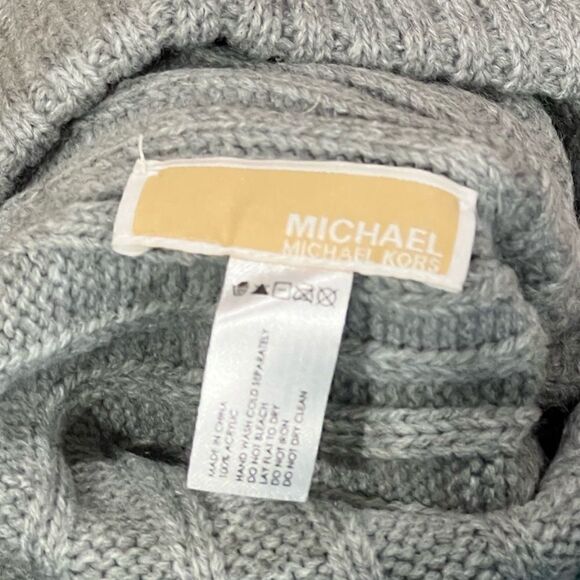 MICHAEL
MICHAEL KORS
MADE IN CHINA
100% ACRYLIC
HAND WASH COLD SEPARATELY
DO NOT BLEACH
LAY FLAT TO DRY
DO NOT IRON
DO NOT DRY CLEAN